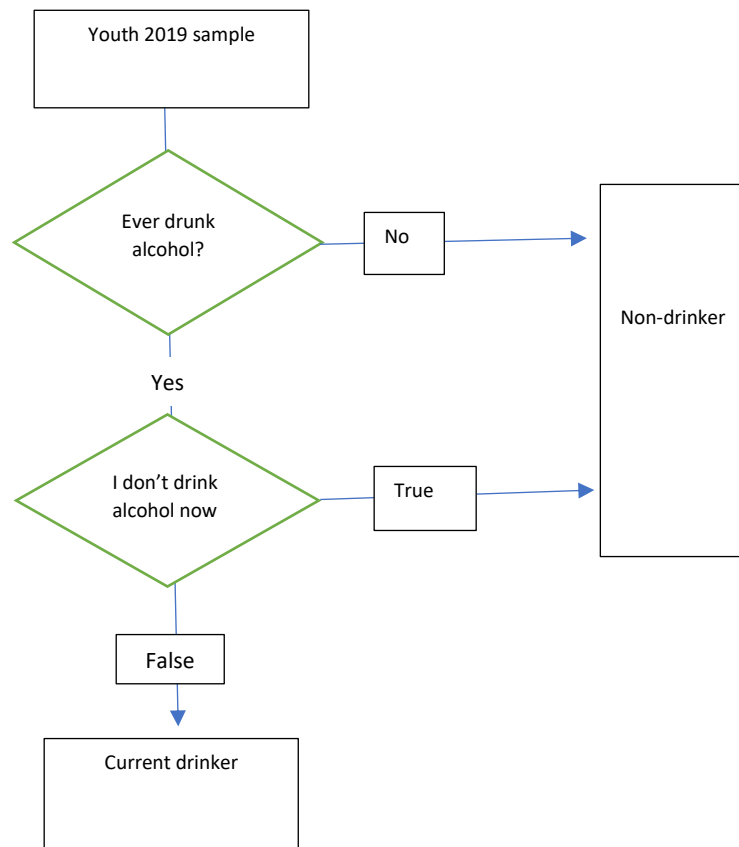 Youth 2019 sample
Ever drunk
alcohol?
No
Non-drinker
Yes
I don’t drink
alcohol now
True
False
Current drinker